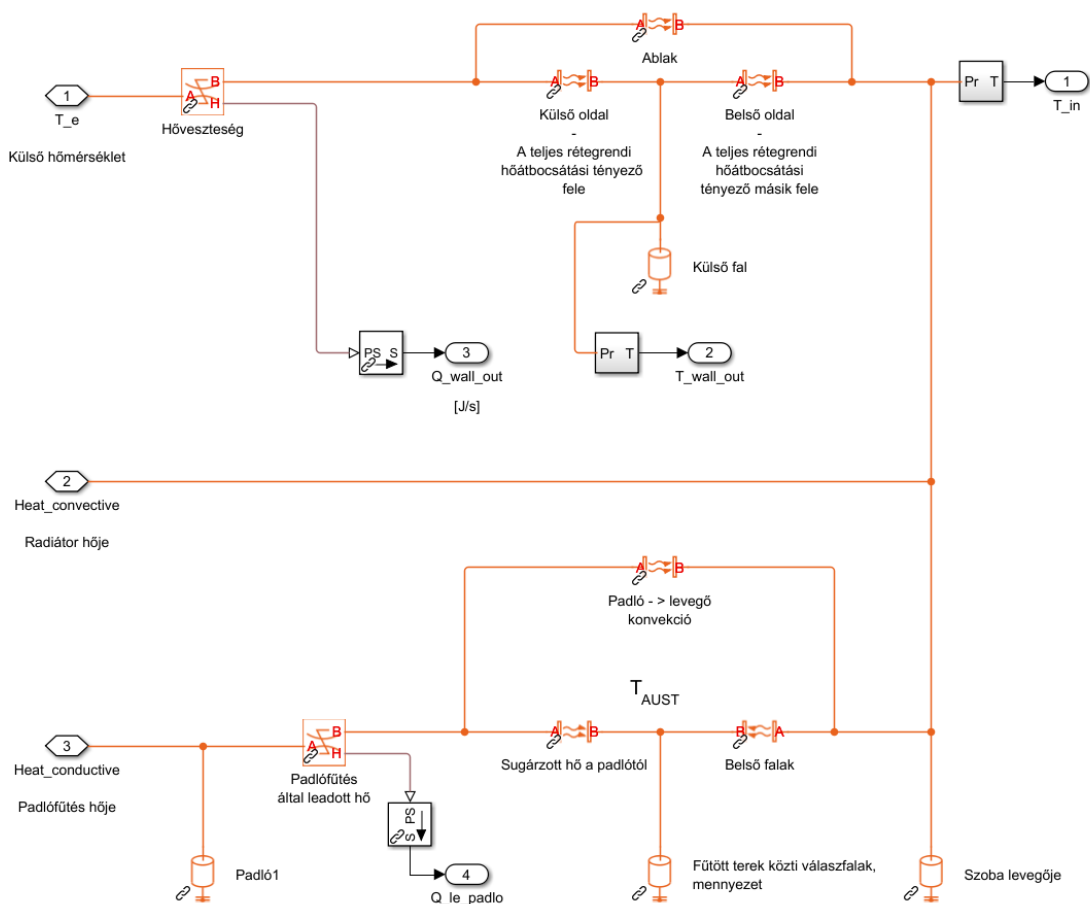 A B
Ablak
1
T_e
Külső hőmérséklet
B
A
H
Hőveszteség
A B
Külső oldal
-
A teljes rétegrendi
hőátbocsátási tényező
fele
A B
Belső oldal
-
A teljes rétegrendi
hőátbocsátási
tényező másik fele
Pr T
1
T_in
Külső fal
PS S
3
Q_wall_out
[J/s]
Pr T
2
T_wall_out
2
Heat_convective
Radiátor hője
A B
Padló - > levegő
konvekció
T AUST
3
Heat_conductive
Padlófűtés hője
B
A
H
Padlófűtés
által leadott hő
A B
Sugárzott hő a padlótól
B A
Belső falak
S PS
4
Q_le_padlo
Padló1
Fűtött terek közti válaszfalak,
mennyezet
Szoba levegője